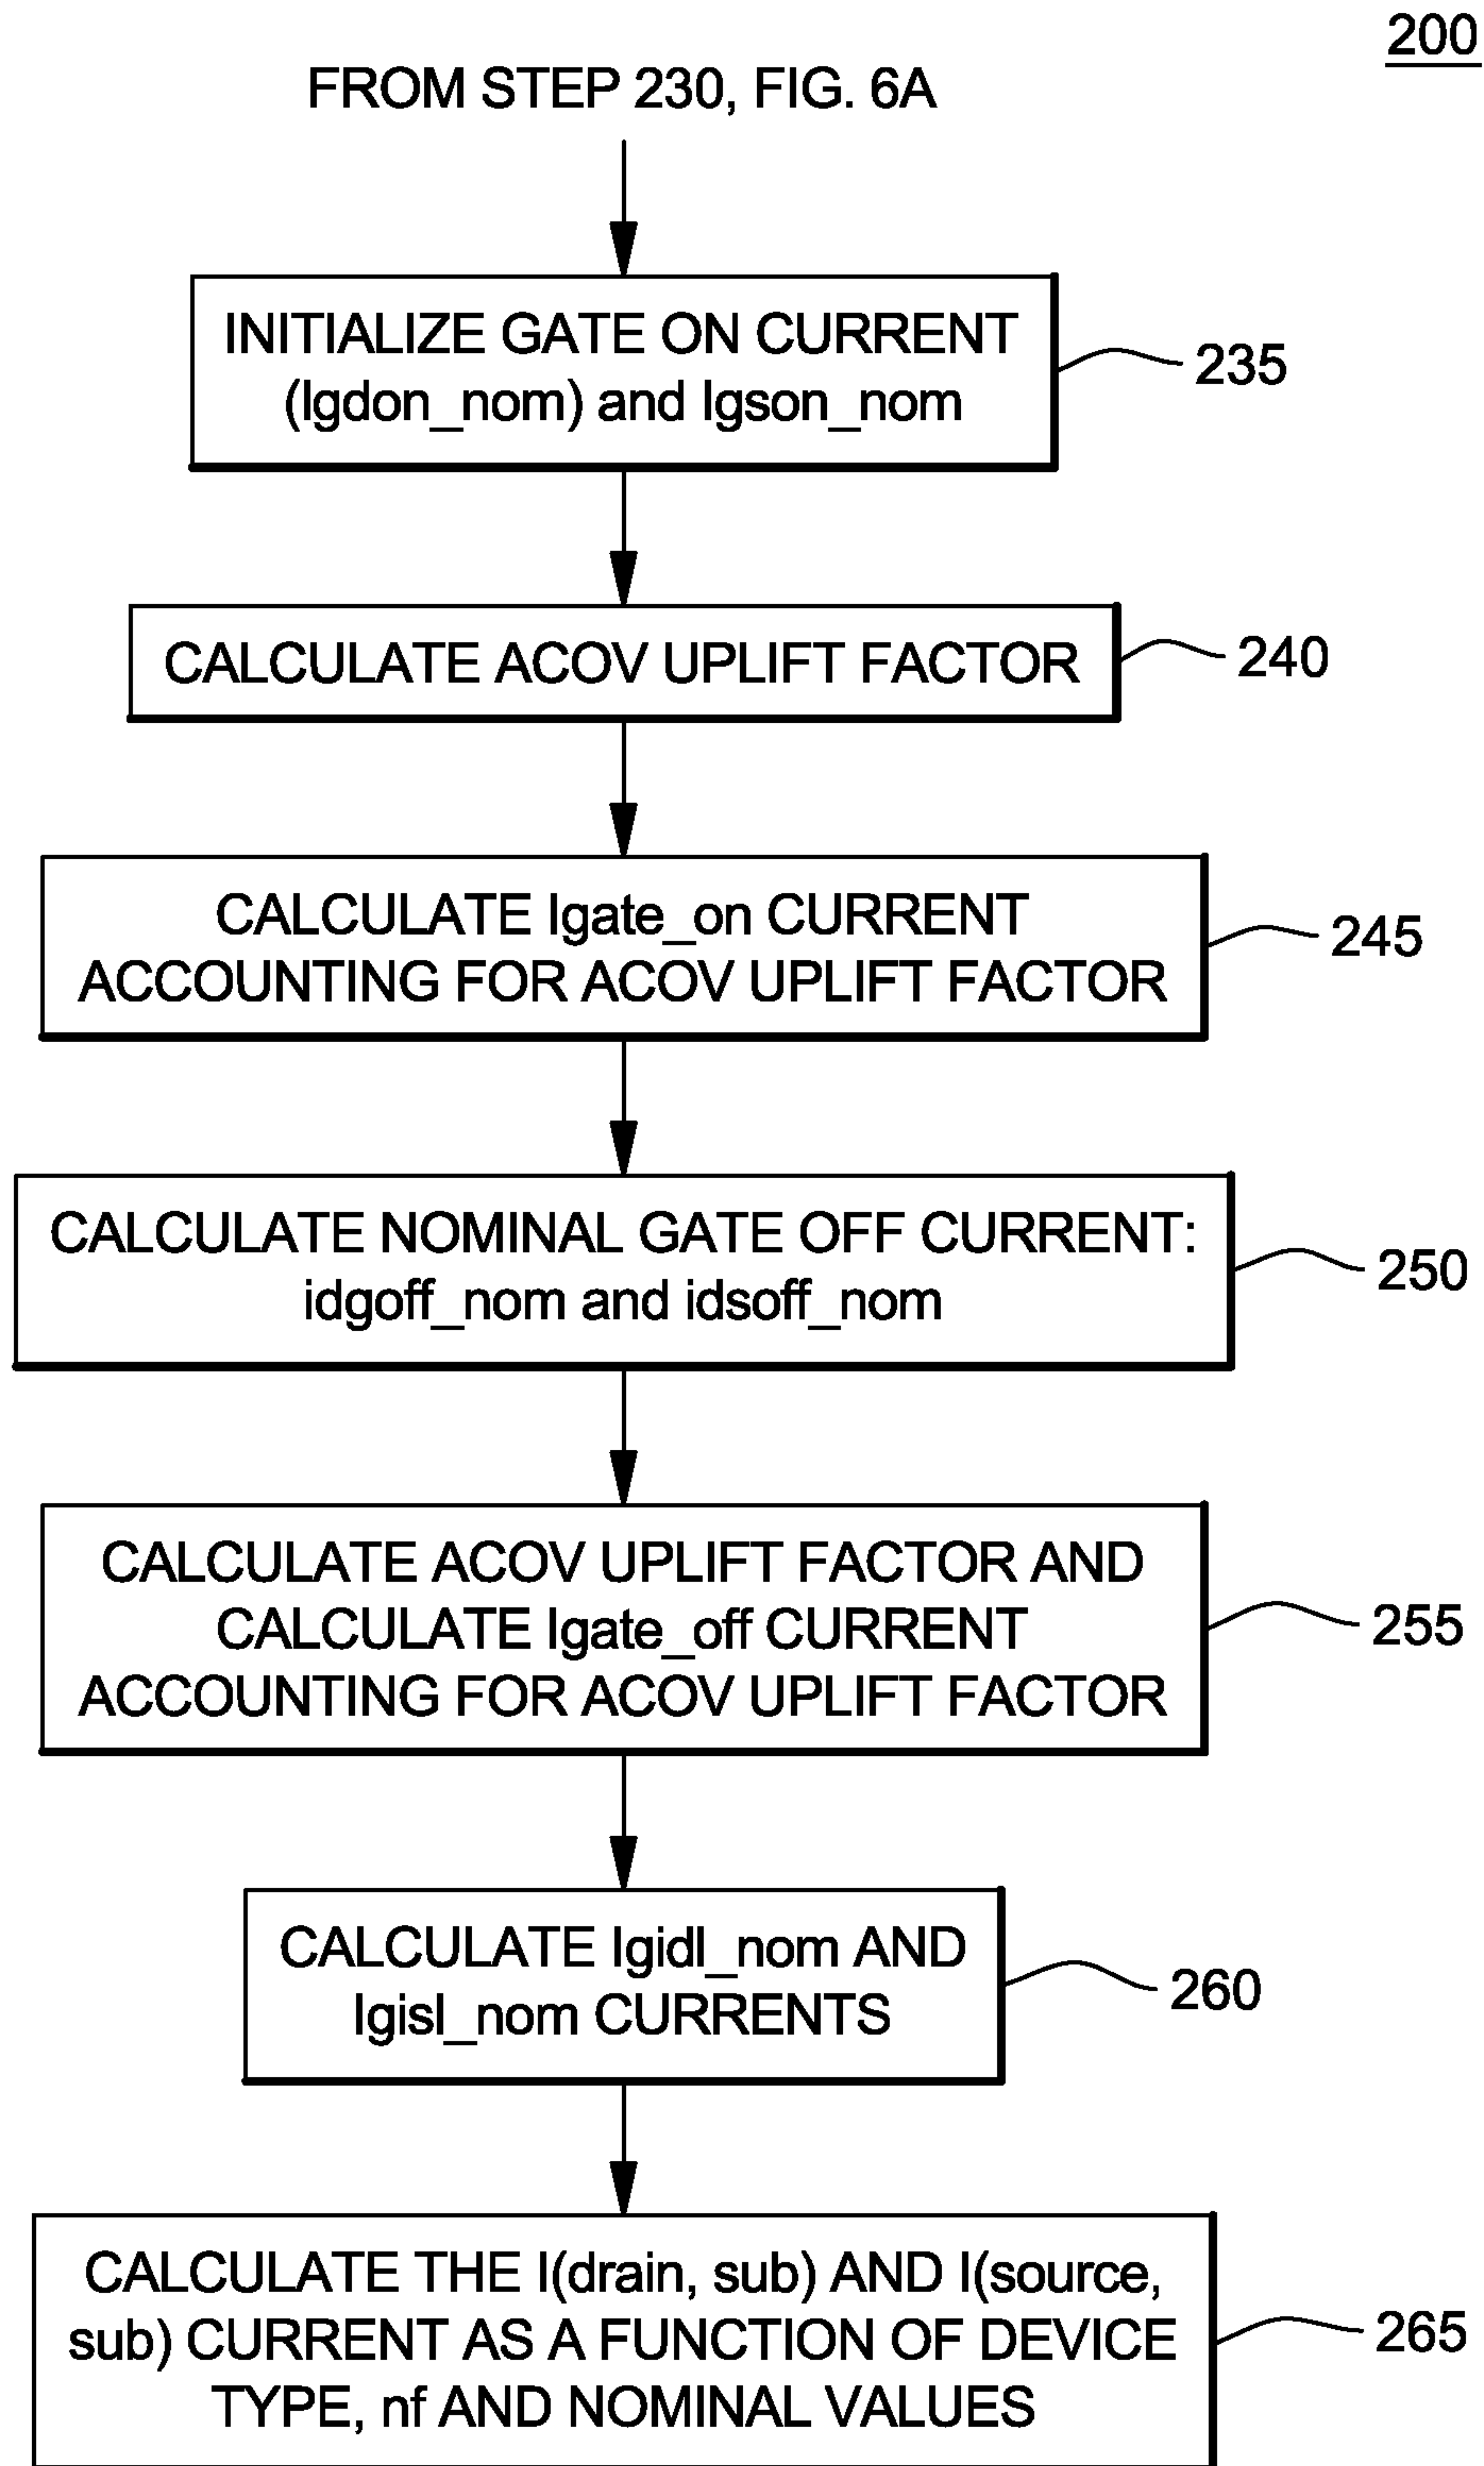 200
FROM STEP 230, FIG. 6A
INITIALIZE GATE ON CURRENT
(Igdon_nom) and Igson_nom
235
CALCULATE ACOV UPLIFT FACTOR
240
CALCULATE Igate_on CURRENT
ACCOUNTING FOR ACOV UPLIFT FACTOR
245
CALCULATE NOMINAL GATE OFF CURRENT:
idgoff_nom and idsoff_nom
250
CALCULATE ACOV UPLIFT FACTOR AND
CALCULATE Igate_off CURRENT
ACCOUNTING FOR ACOV UPLIFT FACTOR
255
CALCULATE Igidl_nom AND
Igisl_nom CURRENTS
260
CALCULATE THE I(drain, sub) AND I(source,
sub) CURRENT AS A FUNCTION OF DEVICE
TYPE, nf AND NOMINAL VALUES
265